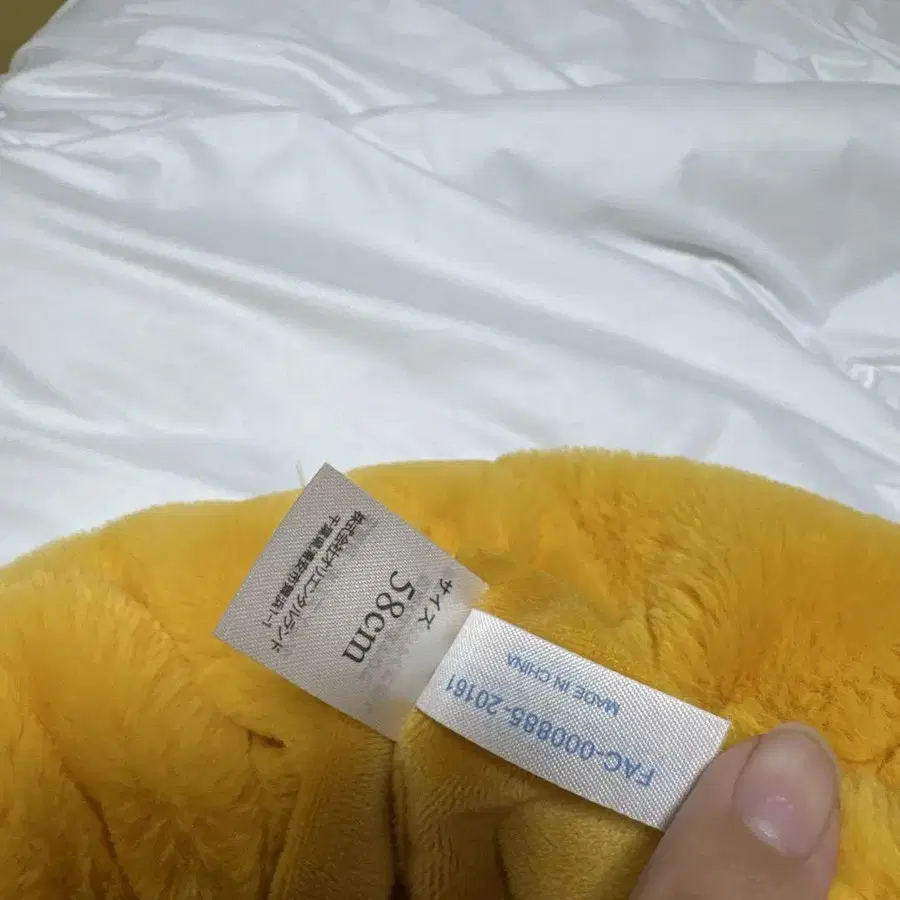 サイズ
58cm
株式会社オリエンタルランド
千葉県浦安市舞浜1-1
MADE IN CHINA
FAC-000885-20161